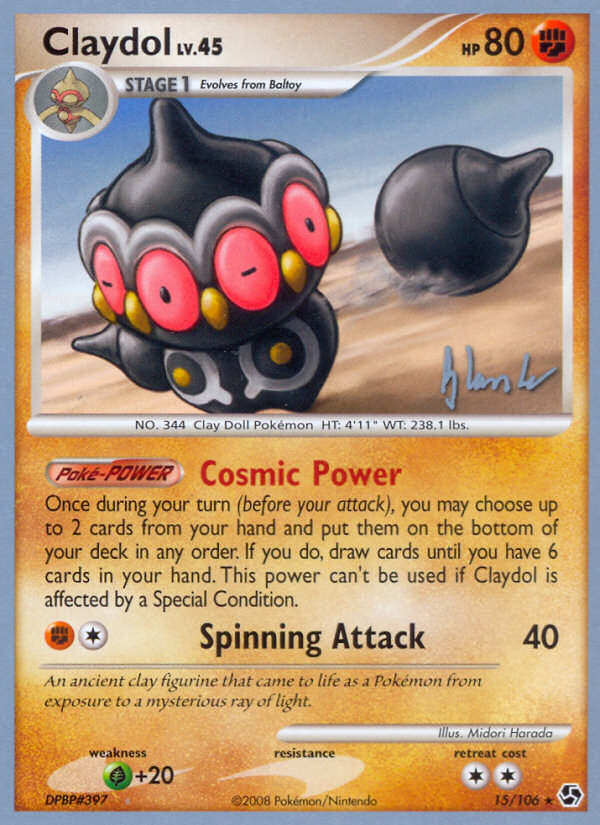 Claydol LV.45 HP 80
STAGE 1 Evolves from Baltoy
NO. 344 Clay Doll Pokémon HT: 4'11" WT: 238.1 lbs.
Poké-POWER Cosmic Power
Once during your turn (before your attack), you may choose up
to 2 cards from your hand and put them on the bottom of
your deck in any order. If you do, draw cards until you have 6
cards in your hand. This power can't be used if Claydol is
affected by a Special Condition.
Spinning Attack 40
An ancient clay figurine that came to life as a Pokémon from
exposure to a mysterious ray of light.
Illus. Midori Harada
weakness resistance retreat cost
+20
DPBP#397 ©2008 Pokémon/Nintendo 15/106 ★